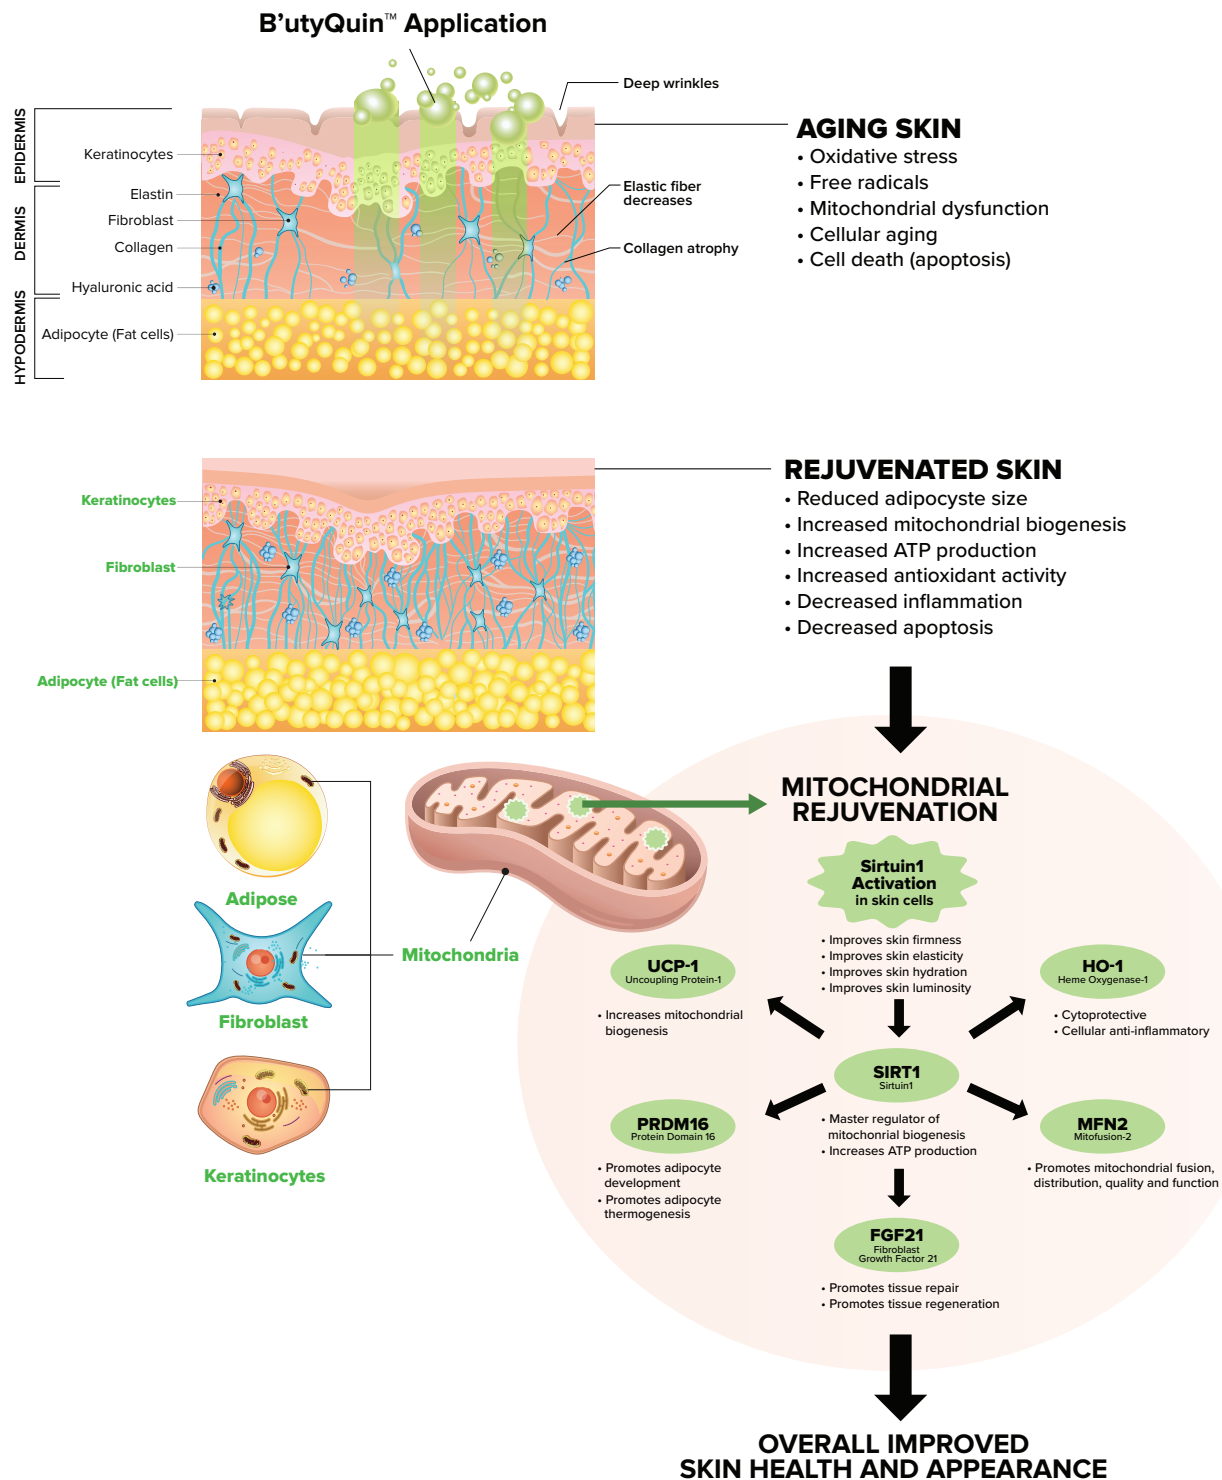 B'utyQuin™ Application
Deep wrinkles
EPIDERMIS
Keratinocytes
Elastin
DERMIS
Fibroblast
Collagen
Hyaluronic acid
HYPODERMIS
Adipocyte (Fat cells)
Elastic fiber
decreases
Collagen atrophy
AGING SKIN
• Oxidative stress
• Free radicals
• Mitochondrial dysfunction
• Cellular aging
• Cell death (apoptosis)
Keratinocytes
Fibroblast
Adipocyte (Fat cells)
REJUVENATED SKIN
• Reduced adipocyste size
• Increased mitochondrial biogenesis
• Increased ATP production
• Increased antioxidant activity
• Decreased inflammation
• Decreased apoptosis
Adipose
Fibroblast
Keratinocytes
Mitochondria
MITOCHONDRIAL
REJUVENATION
Sirtuin1
Activation
in skin cells
• Improves skin firmness
• Improves skin elasticity
• Improves skin hydration
• Improves skin luminosity
UCP-1
Uncoupling Protein-1
• Increases mitochondrial
biogenesis
HO-1
Heme Oxygenase-1
• Cytoprotective
• Cellular anti-inflammatory
SIRT1
Sirtuin1
• Master regulator of
mitochonrial biogenesis
• Increases ATP production
PRDM16
Protein Domain 16
• Promotes adipocyte
development
• Promotes adipocyte
thermogenesis
MFN2
Mitofusion-2
• Promotes mitochondrial fusion,
distribution, quality and function
FGF21
Fibroblast
Growth Factor 21
• Promotes tissue repair
• Promotes tissue regeneration
OVERALL IMPROVED
SKIN HEALTH AND APPEARANCE